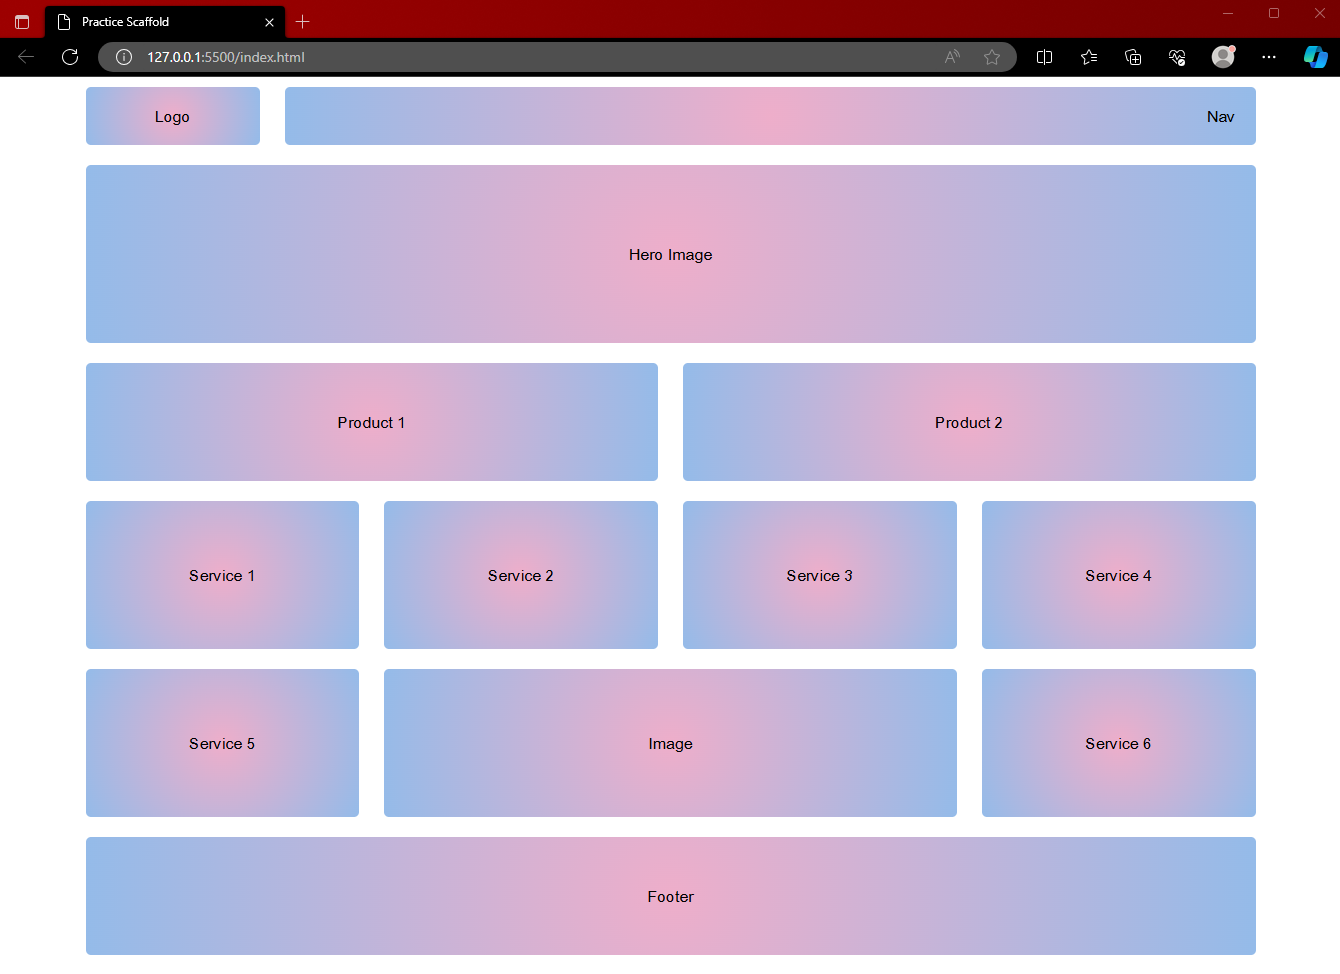 Practice Scaffold
127.0.0.1:5500/index.html
Logo
Nav
Hero Image
Product 1
Product 2
Service 1
Service 2
Service 3
Service 4
Service 5
Image
Service 6
Footer